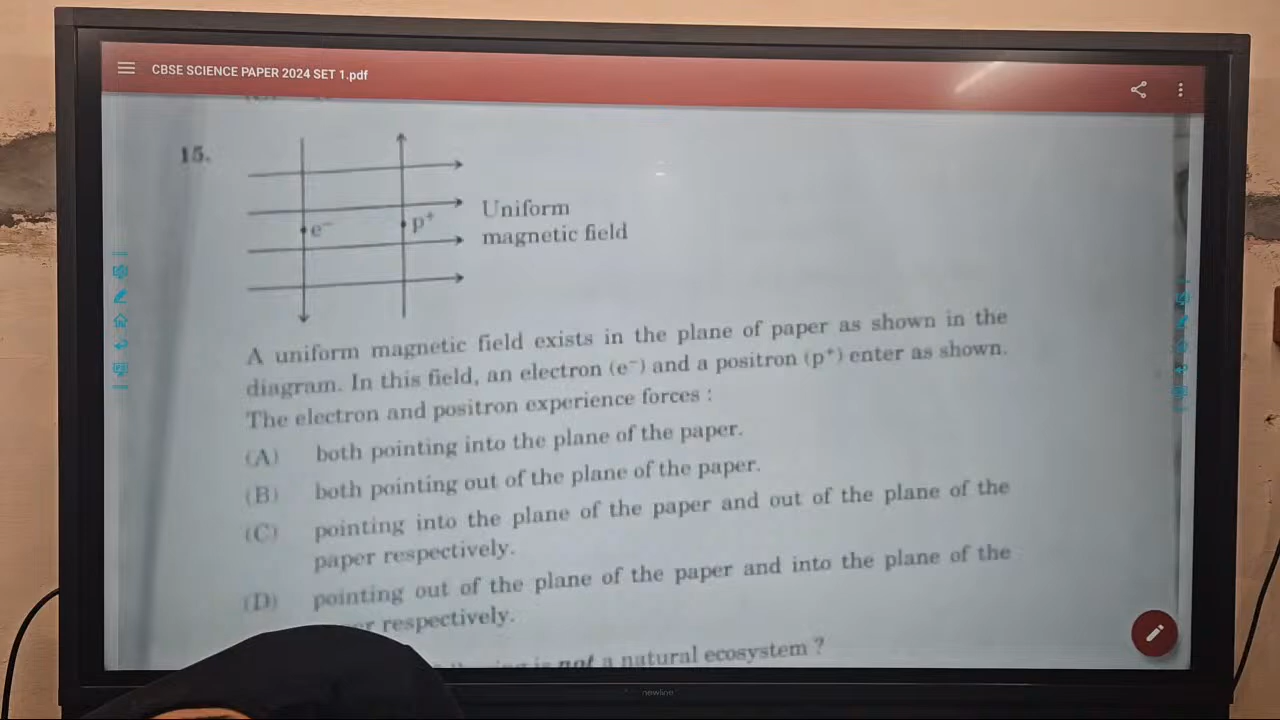 CBSE SCIENCE PAPER 2024 SET 1.pdf
15.
e⁻
p⁺
Uniform
magnetic field
A uniform magnetic field exists in the plane of paper as shown in the
diagram. In this field, an electron (e⁻) and a positron (p⁺) enter as shown.
The electron and positron experience forces :
(A) both pointing into the plane of the paper.
(B) both pointing out of the plane of the paper.
(C) pointing into the plane of the paper and out of the plane of the
paper respectively.
(D) pointing out of the plane of the paper and into the plane of the
respectively.
is not a natural ecosystem ?
newline